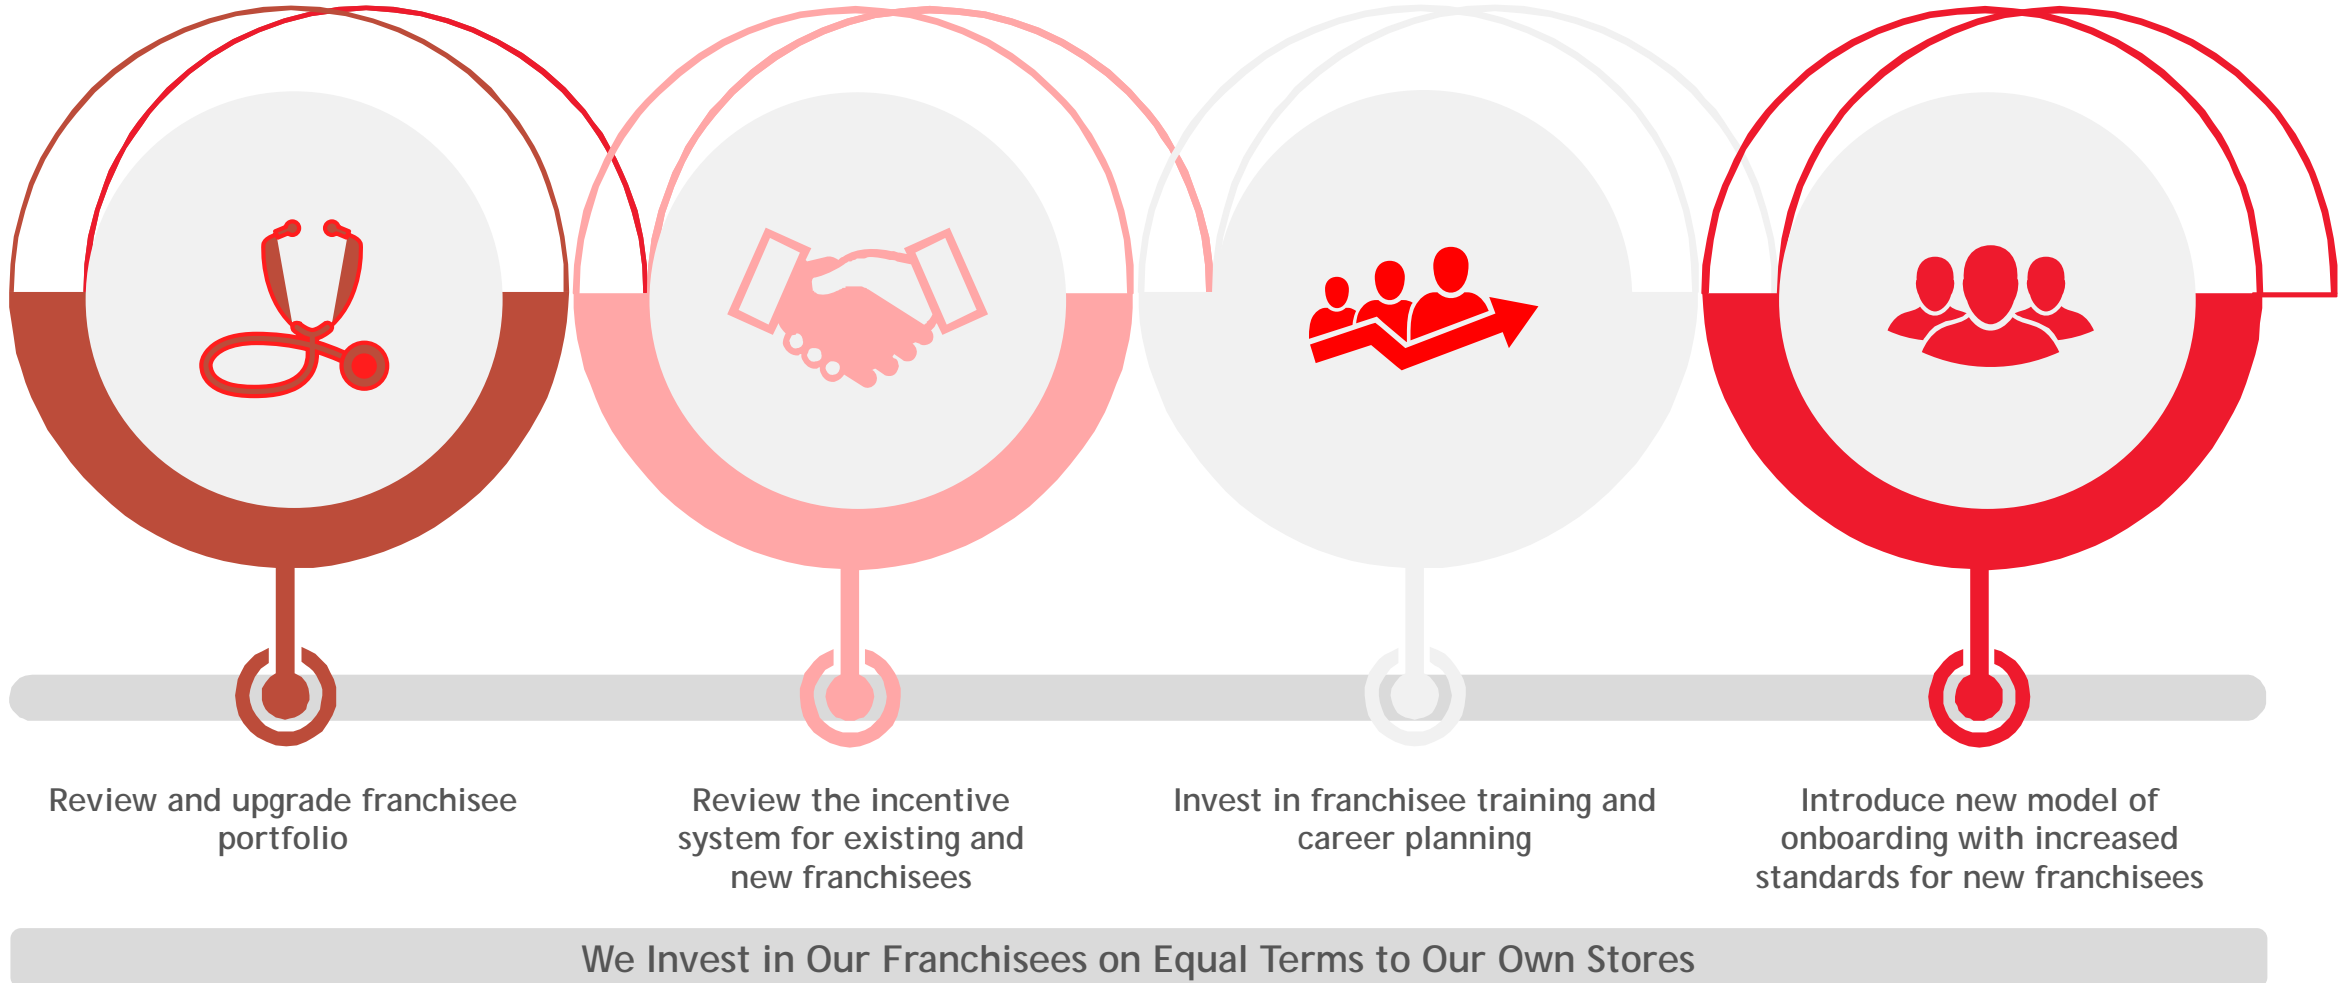 Review and upgrade franchisee
portfolio
Review the incentive
system for existing and
new franchisees
Invest in franchisee training and
career planning
Introduce new model of
onboarding with increased
standards for new franchisees
We Invest in Our Franchisees on Equal Terms to Our Own Stores